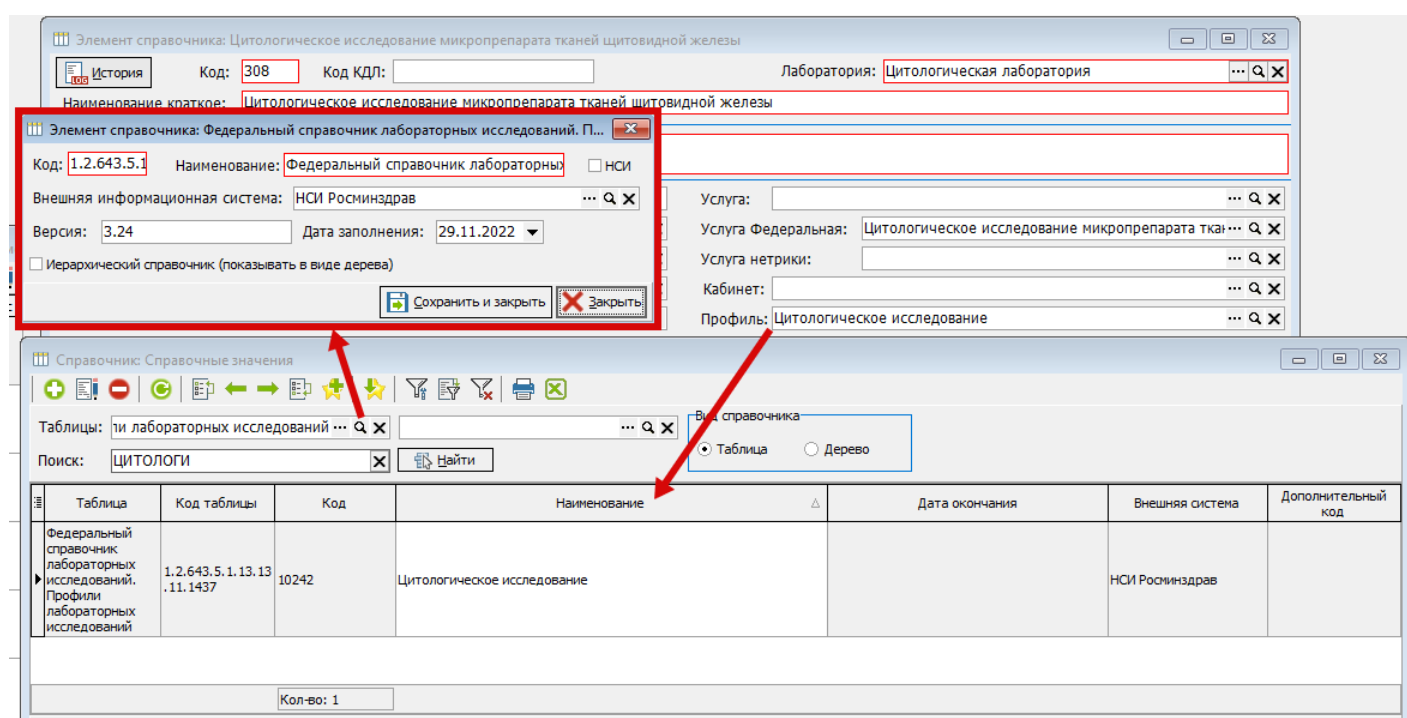 Элемент справочника: Цитологическое исследование микропрепарата тканей щитовидной железы
История Код: 308 Код КДЛ: Лаборатория: Цитологическая лаборатория
Наименование краткое: Цитологическое исследование микропрепарата тканей щитовидной железы
Элемент справочника: Федеральный справочник лабораторных исследований. П...
Код: 1.2.643.5.1 Наименование: Федеральный справочник лабораторных НСИ
Внешняя информационная система: НСИ Росминздрав
Версия: 3.24 Дата заполнения: 29.11.2022
Иерархический справочник (показывать в виде дерева)
Сохранить и закрыть Закрыть
Услуга:
Услуга Федеральная: Цитологическое исследование микропрепарата ткан
Услуга нетрики:
Кабинет:
Профиль: Цитологическое исследование
Справочник: Справочные значения
Таблицы: ли лабораторных исследований
Вид справочника
Таблица Дерево
Поиск: ЦИТОЛОГИ Найти
Таблица Код таблицы Код Наименование Дата окончания Внешняя система Дополнительный код
Федеральный
справочник
лабораторных
исследований.
Профили
лабораторных
исследований
1.2.643.5.1.13.13
.11.1437
10242 Цитологическое исследование НСИ Росминздрав
Кол-во: 1